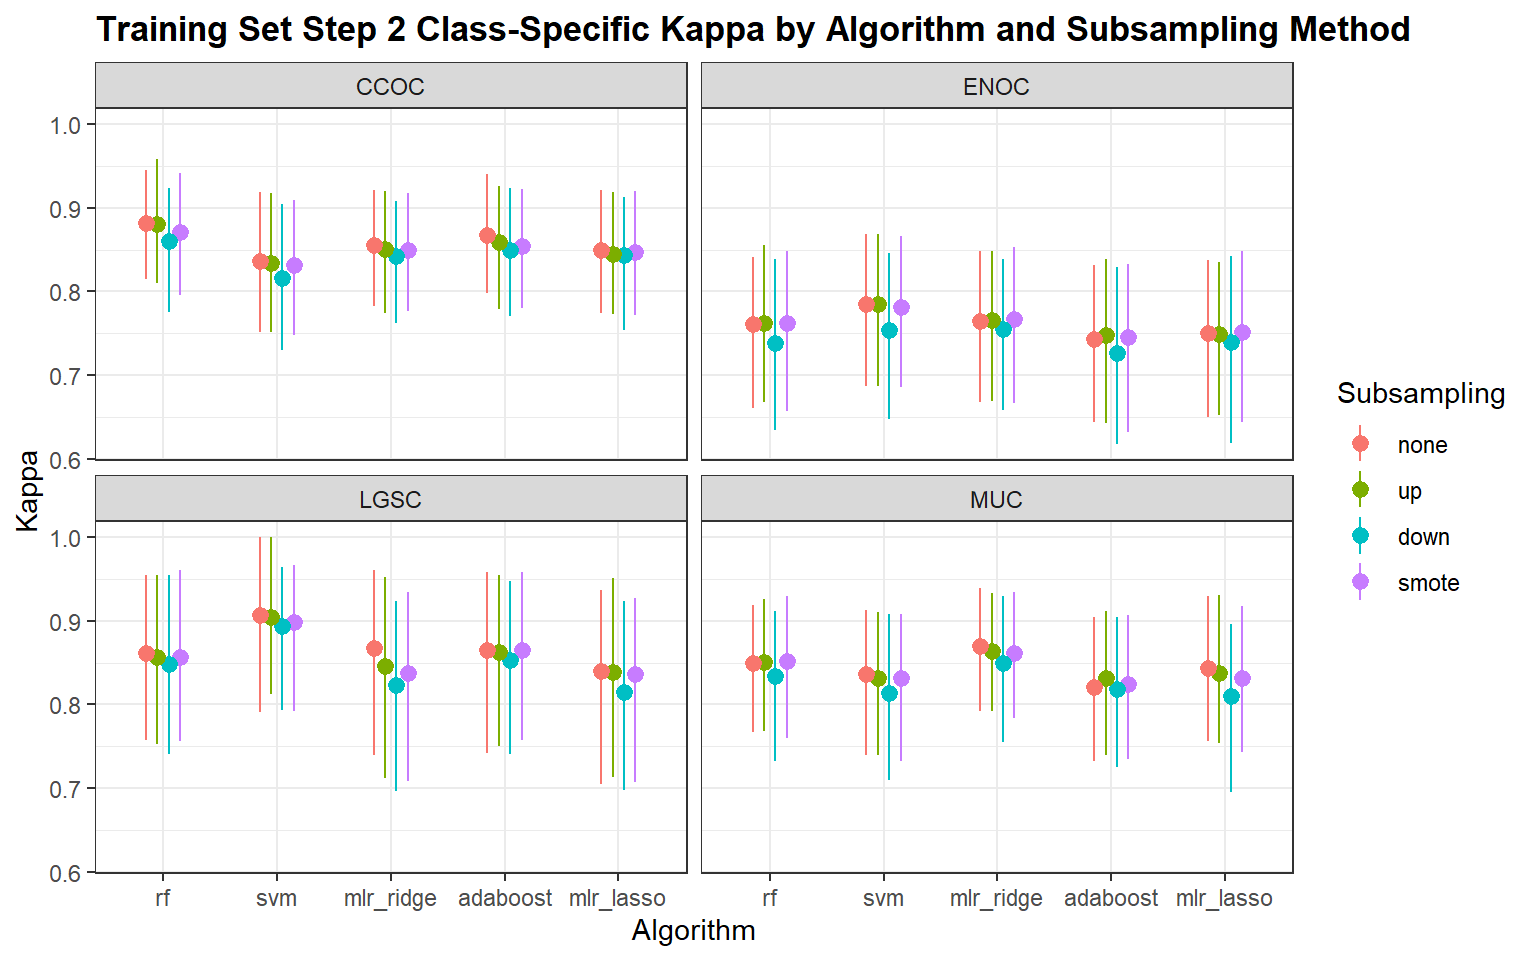 Training Set Step 2 Class-Specific Kappa by Algorithm and Subsampling Method
CCOC
ENOC
1.0
0.9
0.8
0.7
0.6
LGSC
MUC
1.0
0.9
0.8
0.7
0.6
Kappa
rf svm mlr_ridge adaboost mlr_lasso
rf svm mlr_ridge adaboost mlr_lasso
Algorithm
Subsampling
none
up
down
smote